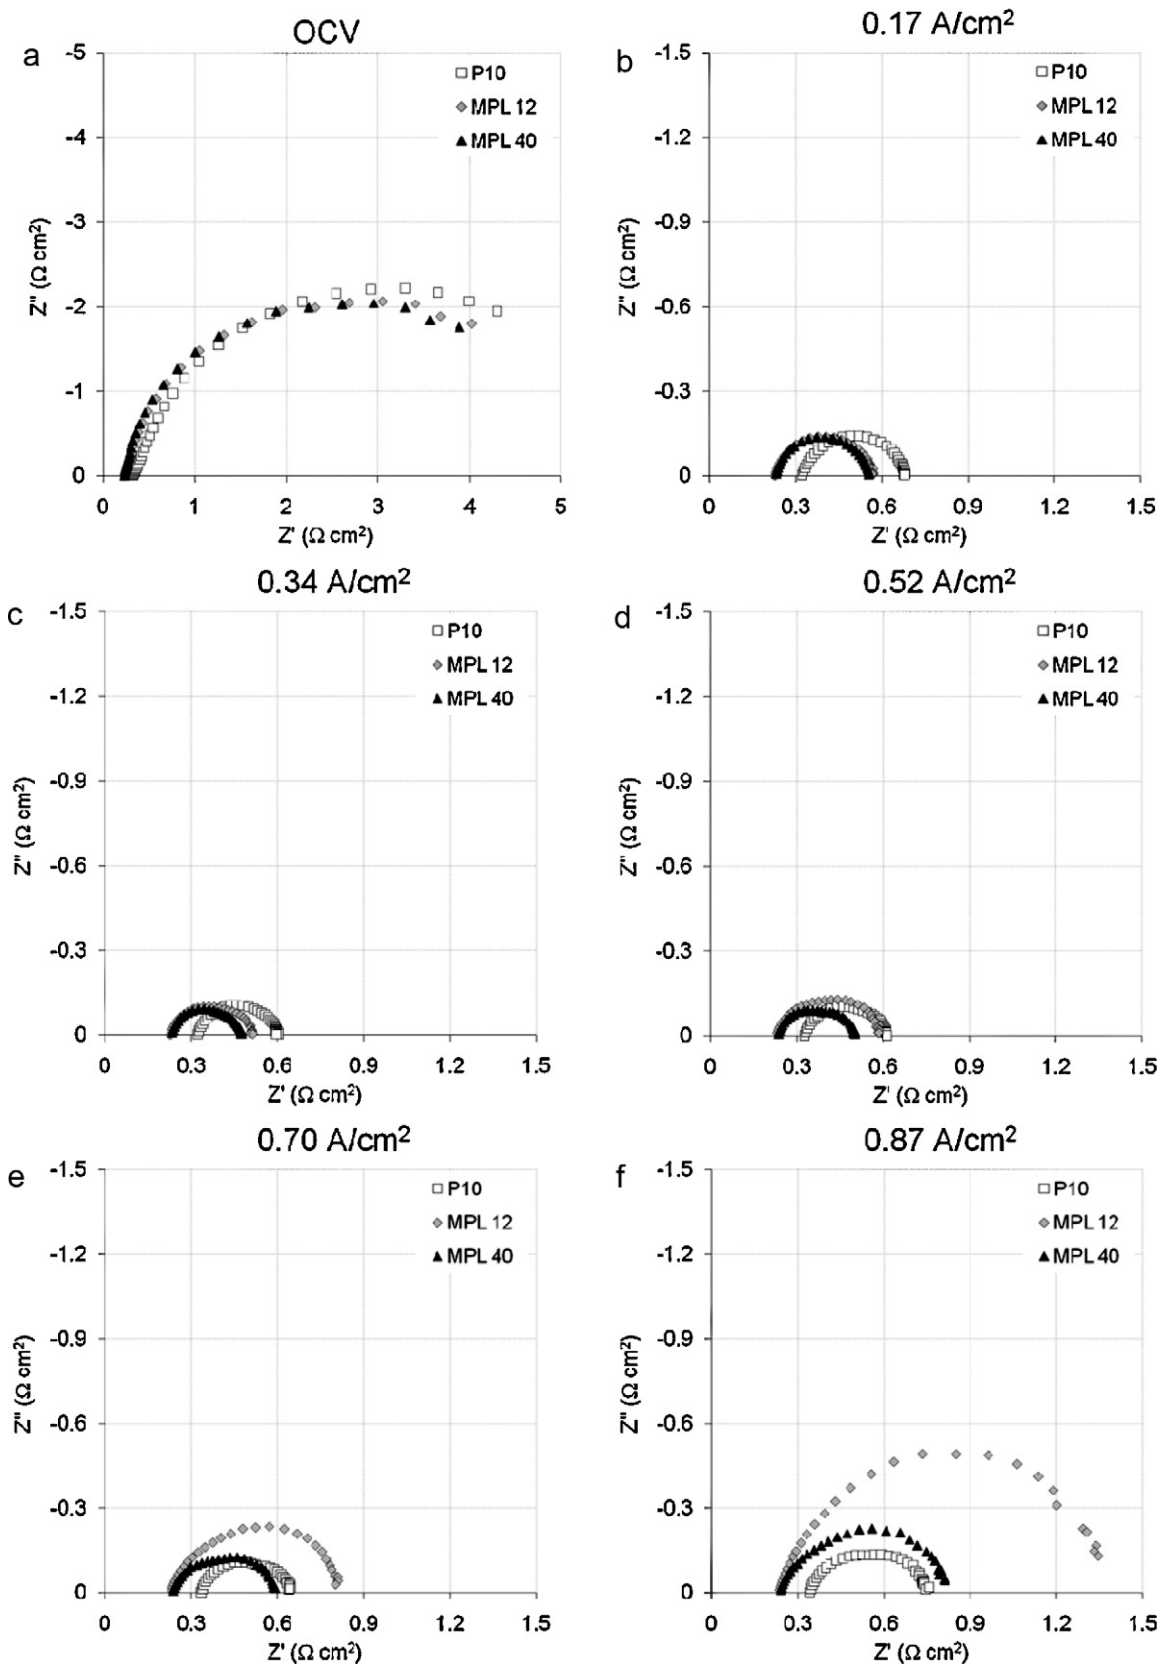 a
OCV
-5
-4
-3
-2
-1
0
0 1 2 3 4 5
Z" (Ω cm²)
Z' (Ω cm²)
P10
MPL 12
MPL 40
b
0.17 A/cm²
-1.5
-1.2
-0.9
-0.6
-0.3
0
0 0.3 0.6 0.9 1.2 1.5
Z" (Ω cm²)
Z' (Ω cm²)
P10
MPL 12
MPL 40
c
0.34 A/cm²
-1.5
-1.2
-0.9
-0.6
-0.3
0
0 0.3 0.6 0.9 1.2 1.5
Z" (Ω cm²)
Z' (Ω cm²)
P10
MPL 12
MPL 40
d
0.52 A/cm²
-1.5
-1.2
-0.9
-0.6
-0.3
0
0 0.3 0.6 0.9 1.2 1.5
Z" (Ω cm²)
Z' (Ω cm²)
P10
MPL 12
MPL 40
e
0.70 A/cm²
-1.5
-1.2
-0.9
-0.6
-0.3
0
0 0.3 0.6 0.9 1.2 1.5
Z" (Ω cm²)
Z' (Ω cm²)
P10
MPL 12
MPL 40
f
0.87 A/cm²
-1.5
-1.2
-0.9
-0.6
-0.3
0
0 0.3 0.6 0.9 1.2 1.5
Z" (Ω cm²)
Z' (Ω cm²)
P10
MPL 12
MPL 40